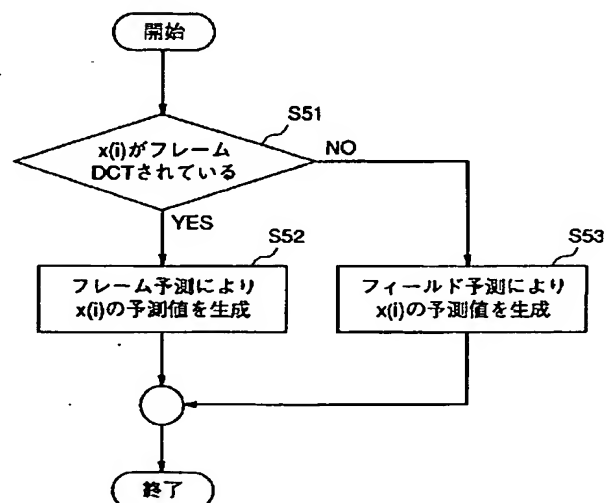 開始
S51
x(i)がフレーム
DCTされている
NO
YES
S52
フレーム予測により
x(i)の予測値を生成
S53
フィールド予測により
x(i)の予測値を生成
終了